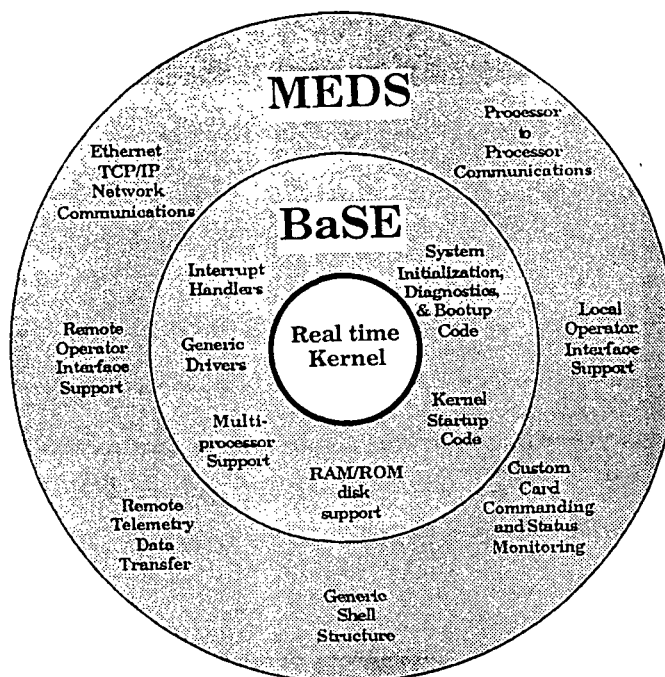 MEDS
Processor
to
Processor
Communications
Ethernet
TCP/IP
Network
Communications
BaSE
System
Initialization,
Diagnostics,
& Bootup
Code
Interrupt
Handlers
Real time
Kernel
Local
Operator
Interface
Support
Remote
Operator
Interface
Support
Generic
Drivers
Kernel
Startup
Code
Multi-
processor
Support
RAM/ROM
disk
support
Custom
Card
Commanding
and Status
Monitoring
Remote
Telemetry
Data
Transfer
Generic
Shell
Structure